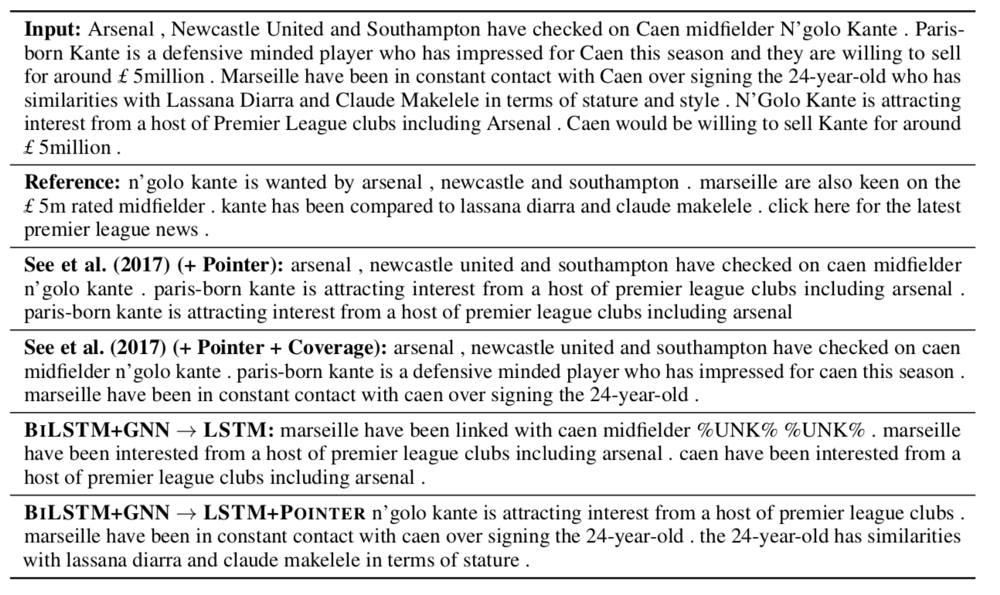 Input: Arsenal , Newcastle United and Southampton have checked on Caen midfielder N'golo Kante . Paris-
born Kante is a defensive minded player who has impressed for Caen this season and they are willing to sell
for around £ 5million . Marseille have been in constant contact with Caen over signing the 24-year-old who has
similarities with Lassana Diarra and Claude Makelele in terms of stature and style . N'Golo Kante is attracting
interest from a host of Premier League clubs including Arsenal . Caen would be willing to sell Kante for around
£ 5million .
Reference: n'golo kante is wanted by arsenal , newcastle and southampton . marseille are also keen on the
£ 5m rated midfielder . kante has been compared to lassana diarra and claude makelele . click here for the latest
premier league news .
See et al. (2017) (+ Pointer): arsenal , newcastle united and southampton have checked on caen midfielder
n'golo kante . paris-born kante is attracting interest from a host of premier league clubs including arsenal .
paris-born kante is attracting interest from a host of premier league clubs including arsenal
See et al. (2017) (+ Pointer + Coverage): arsenal , newcastle united and southampton have checked on caen
midfielder n'golo kante . paris-born kante is a defensive minded player who has impressed for caen this season .
marseille have been in constant contact with caen over signing the 24-year-old .
BiLSTM+GNN → LSTM: marseille have been linked with caen midfielder %UNK% %UNK% . marseille
have been interested from a host of premier league clubs including arsenal . caen have been interested from a
host of premier league clubs including arsenal .
BiLSTM+GNN → LSTM+Pointer n'golo kante is attracting interest from a host of premier league clubs .
marseille have been in constant contact with caen over signing the 24-year-old . the 24-year-old has similarities
with lassana diarra and claude makelele in terms of stature .